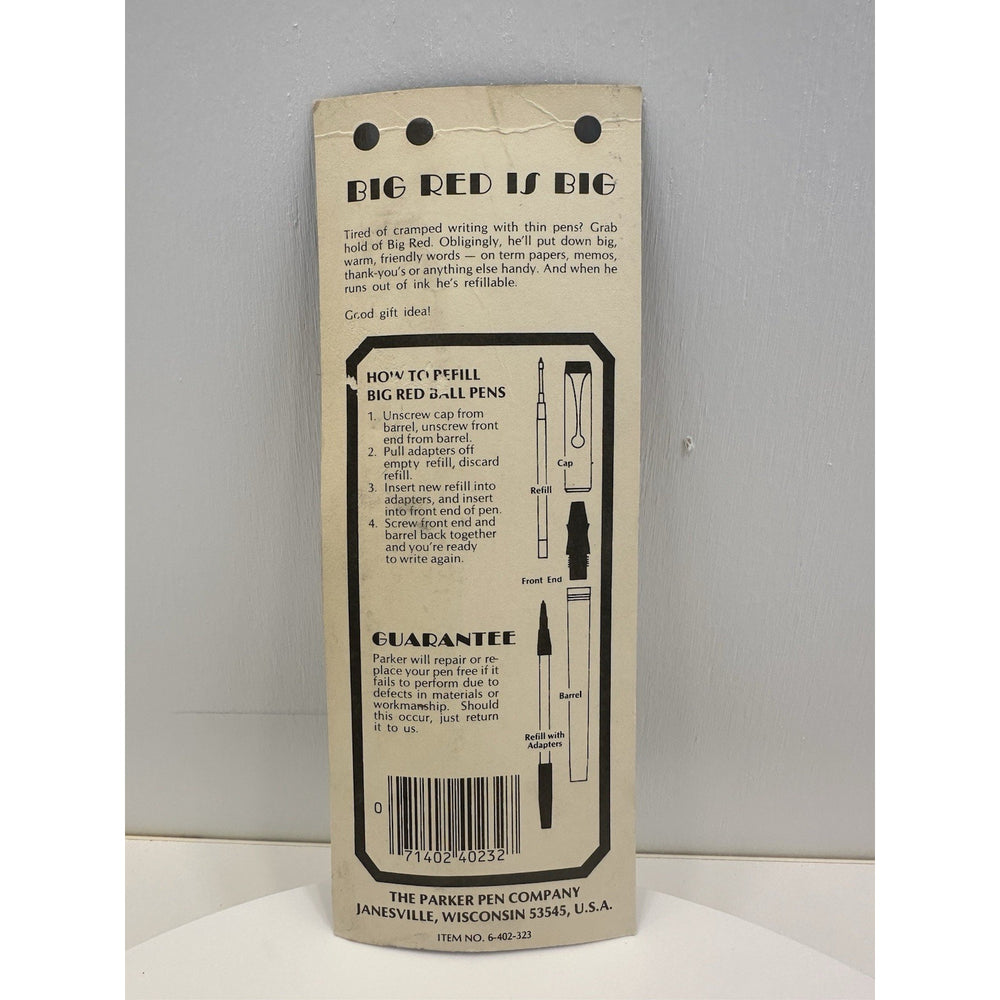 BIG RED IS BIG
Tired of cramped writing with thin pens? Grab
hold of Big Red. Obligingly, he'll put down big,
warm, friendly words — on term papers, memos,
thank-you's or anything else handy. And when he
runs out of ink he's refillable.
Good gift idea!
HOW TO REFILL
BIG RED BALL PENS
1. Unscrew cap from
barrel, unscrew front
end from barrel.
2. Pull adapters off
empty refill, discard
refill.
3. Insert new refill into
adapters, and insert
into front end of pen.
4. Screw front end and
barrel back together
and you're ready
to write again.
Cap
Refill
Front End
Barrel
Refill with
Adapters
GUARANTEE
Parker will repair or re-
place your pen free if it
fails to perform due to
defects in materials or
workmanship. Should
this occur, just return
it to us.
0
71402 40232
THE PARKER PEN COMPANY
JANESVILLE, WISCONSIN 53545, U.S.A.
ITEM NO. 6-402-323